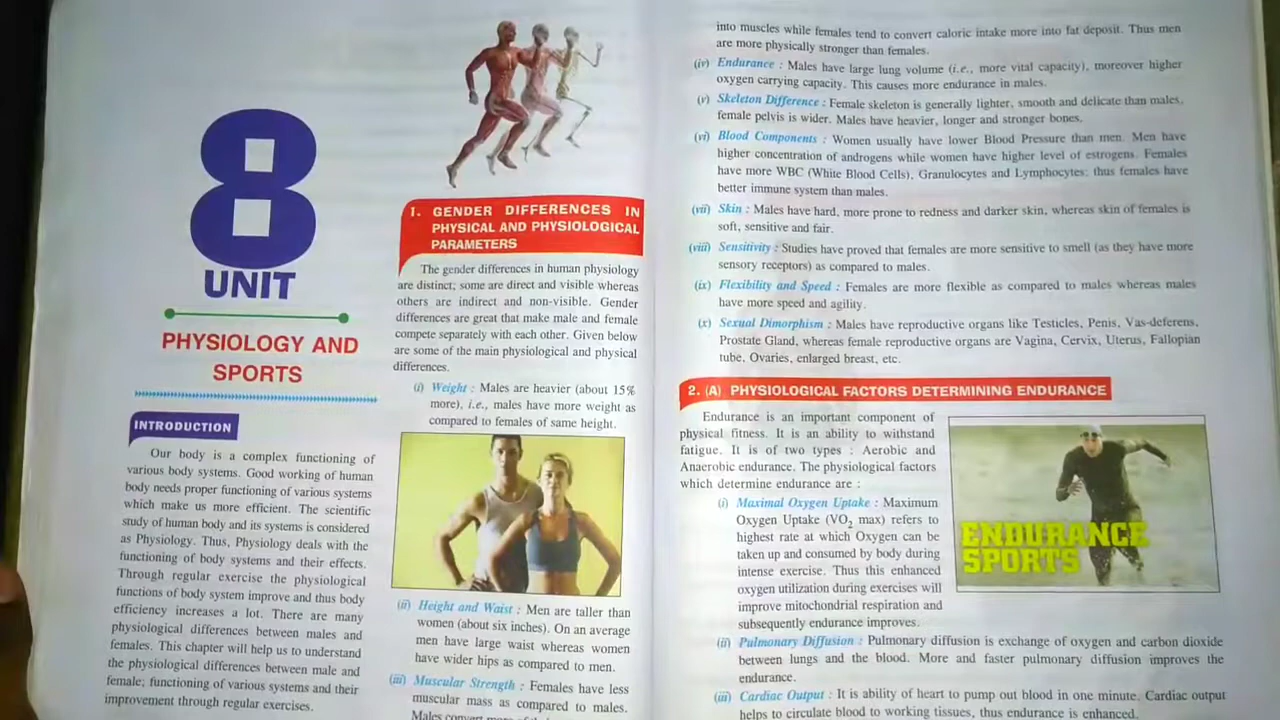 8
UNIT
PHYSIOLOGY AND
SPORTS
INTRODUCTION
Our body is a complex functioning of
various body systems. Good working of human
body needs proper functioning of various systems
which make us more efficient. The scientific
study of human body and its systems is considered
as Physiology. Thus, Physiology deals with the
functioning of body systems and their effects.
Through regular exercise the physiological
functions of body system improve and thus body
efficiency increases a lot. There are many
physiological differences between males and
females. This chapter will help us to understand
the physiological differences between male and
female; functioning of various systems and their
improvement through regular exercises.
1. GENDER DIFFERENCES IN
PHYSICAL AND PHYSIOLOGICAL
PARAMETERS
The gender differences in human physiology
are distinct; some are direct and visible whereas
others are indirect and non-visible. Gender
differences are great that make male and female
compete separately with each other. Given below
are some of the main physiological and physical
differences.
(i) Weight : Males are heavier (about 15%
more), i.e., males have more weight as
compared to females of same height.
(ii) Height and Waist : Men are taller than
women (about six inches). On an average
men have large waist whereas women
have wider hips as compared to men.
(iii) Muscular Strength : Females have less
muscular mass as compared to males.
Males convert more of their
into muscles while females tend to convert caloric intake more into fat deposit. Thus men
are more physically stronger than females.
(iv) Endurance : Males have large lung volume (i.e., more vital capacity), moreover higher
oxygen carrying capacity. This causes more endurance in males.
(v) Skeleton Difference : Female skeleton is generally lighter, smooth and delicate than males,
female pelvis is wider. Males have heavier, longer and stronger bones.
(vi) Blood Components : Women usually have lower Blood Pressure than men. Men have
higher concentration of androgens while women have higher level of estrogens. Females
have more WBC (White Blood Cells), Granulocytes and Lymphocytes; thus females have
better immune system than males.
(vii) Skin : Males have hard, more prone to redness and darker skin, whereas skin of females is
soft, sensitive and fair.
(viii) Sensitivity : Studies have proved that females are more sensitive to smell (as they have more
sensory receptors) as compared to males.
(ix) Flexibility and Speed : Females are more flexible as compared to males whereas males
have more speed and agility.
(x) Sexual Dimorphism : Males have reproductive organs like Testicles, Penis, Vas-deferens,
Prostate Gland, whereas female reproductive organs are Vagina, Cervix, Uterus, Fallopian
tube, Ovaries, enlarged breast, etc.
2. (A) PHYSIOLOGICAL FACTORS DETERMINING ENDURANCE
Endurance is an important component of
physical fitness. It is an ability to withstand
fatigue. It is of two types : Aerobic and
Anaerobic endurance. The physiological factors
which determine endurance are :
(i) Maximal Oxygen Uptake : Maximum
Oxygen Uptake (VO₂ max) refers to
highest rate at which Oxygen can be
taken up and consumed by body during
intense exercise. Thus this enhanced
oxygen utilization during exercises will
improve mitochondrial respiration and
subsequently endurance improves.
ENDURANCE
SPORTS
(ii) Pulmonary Diffusion : Pulmonary diffusion is exchange of oxygen and carbon dioxide
between lungs and the blood. More and faster pulmonary diffusion improves the
endurance.
(iii) Cardiac Output : It is ability of heart to pump out blood in one minute. Cardiac output
helps to circulate blood to working tissues, thus endurance is enhanced.